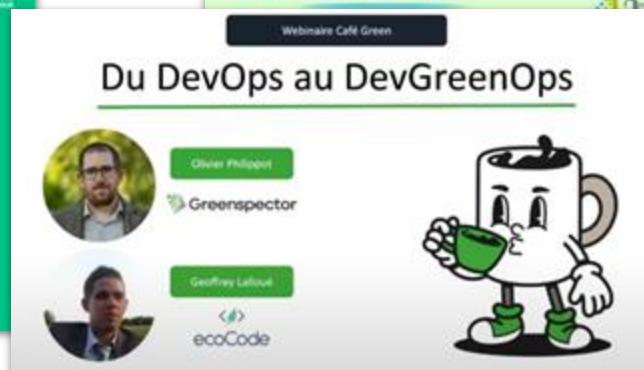 Webinaire Café Green
Du DevOps au DevGreenOps
Olivier Philippot
Greenspector
Geoffrey Lalloué
ecoCode